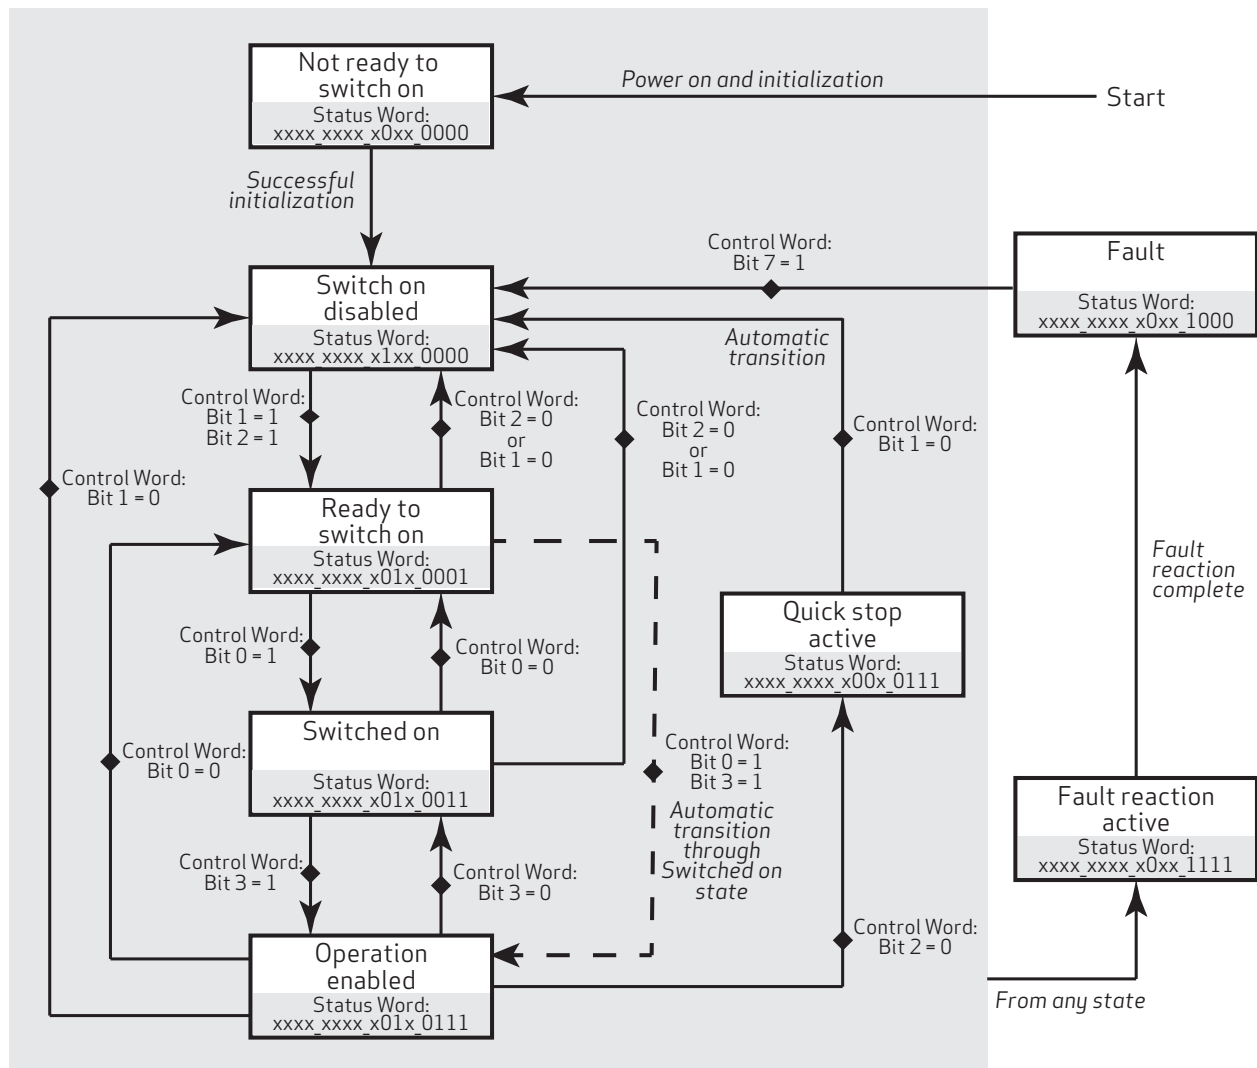 Not ready to
switch on
Status Word:
xxxx_xxxx_x0xx_0000
Power on and initialization
Start
Successful
initialization
Control Word:
Bit 7 = 1
Fault
Status Word:
xxxx_xxxx_x0xx_1000
Switch on
disabled
Status Word:
xxxx_xxxx_x1xx_0000
Automatic
transition
Control Word:
Bit 1 = 1
Bit 2 = 1
Control Word:
Bit 2 = 0
or
Bit 1 = 0
Control Word:
Bit 2 = 0
or
Bit 1 = 0
Control Word:
Bit 1 = 0
Control Word:
Bit 1 = 0
Ready to
switch on
Status Word:
xxxx_xxxx_x01x_0001
Fault
reaction
complete
Quick stop
active
Status Word:
xxxx_xxxx_x00x_0111
Control Word:
Bit 0 = 1
Control Word:
Bit 0 = 0
Switched on
Status Word:
xxxx_xxxx_x01x_0011
Control Word:
Bit 0 = 0
Control Word:
Bit 0 = 1
Bit 3 = 1
Automatic
transition
through
Switched on
state
Fault reaction
active
Status Word:
xxxx_xxxx_x0xx_1111
Control Word:
Bit 3 = 1
Control Word:
Bit 3 = 0
Control Word:
Bit 2 = 0
Operation
enabled
Status Word:
xxxx_xxxx_x01x_0111
From any state